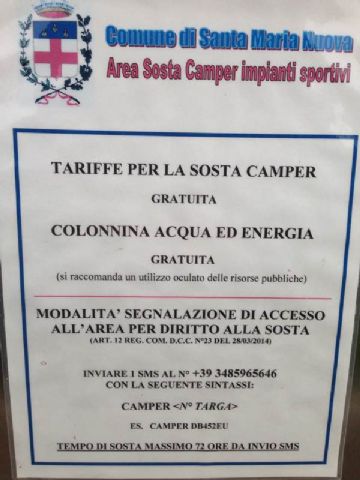 Comune di Santa Maria Nuova
Area Sosta Camper impianti sportivi
TARIFFE PER LA SOSTA CAMPER
GRATUITA
COLONNINA ACQUA ED ENERGIA
GRATUITA
(si raccomanda un utilizzo oculato delle risorse pubbliche)
MODALITA' SEGNALAZIONE DI ACCESSO
ALL'AREA PER DIRITTO ALLA SOSTA
(ART. 12 REG. COM. D.C.C. N°23 DEL 28/03/2014)
INVIARE 1 SMS AL N° +39 3485965646
CON LA SEGUENTE SINTASSI:
CAMPER <N° TARGA>
ES. CAMPER DB452EU
TEMPO DI SOSTA MASSIMO 72 ORE DA INVIO SMS